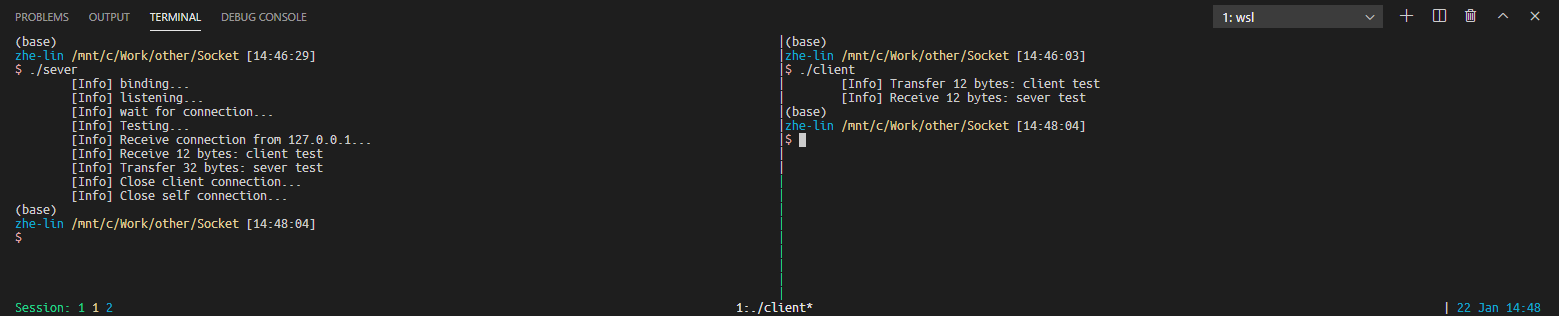 PROBLEMS OUTPUT TERMINAL DEBUG CONSOLE 1: wsl
(base)
zhe-lin /mnt/c/Work/other/Socket [14:46:29]
$ ./sever
[Info] binding...
[Info] listening...
[Info] wait for connection...
[Info] Testing...
[Info] Receive connection from 127.0.0.1...
[Info] Receive 12 bytes: client test
[Info] Transfer 32 bytes: sever test
[Info] Close client connection...
[Info] Close self connection...
(base)
zhe-lin /mnt/c/Work/other/Socket [14:48:04]
$
(base)
zhe-lin /mnt/c/Work/other/Socket [14:46:03]
$ ./client
[Info] Transfer 12 bytes: client test
[Info] Receive 12 bytes: sever test
(base)
zhe-lin /mnt/c/Work/other/Socket [14:48:04]
$
Session: 1 1 2 1:./client* | 22 Jan 14:48